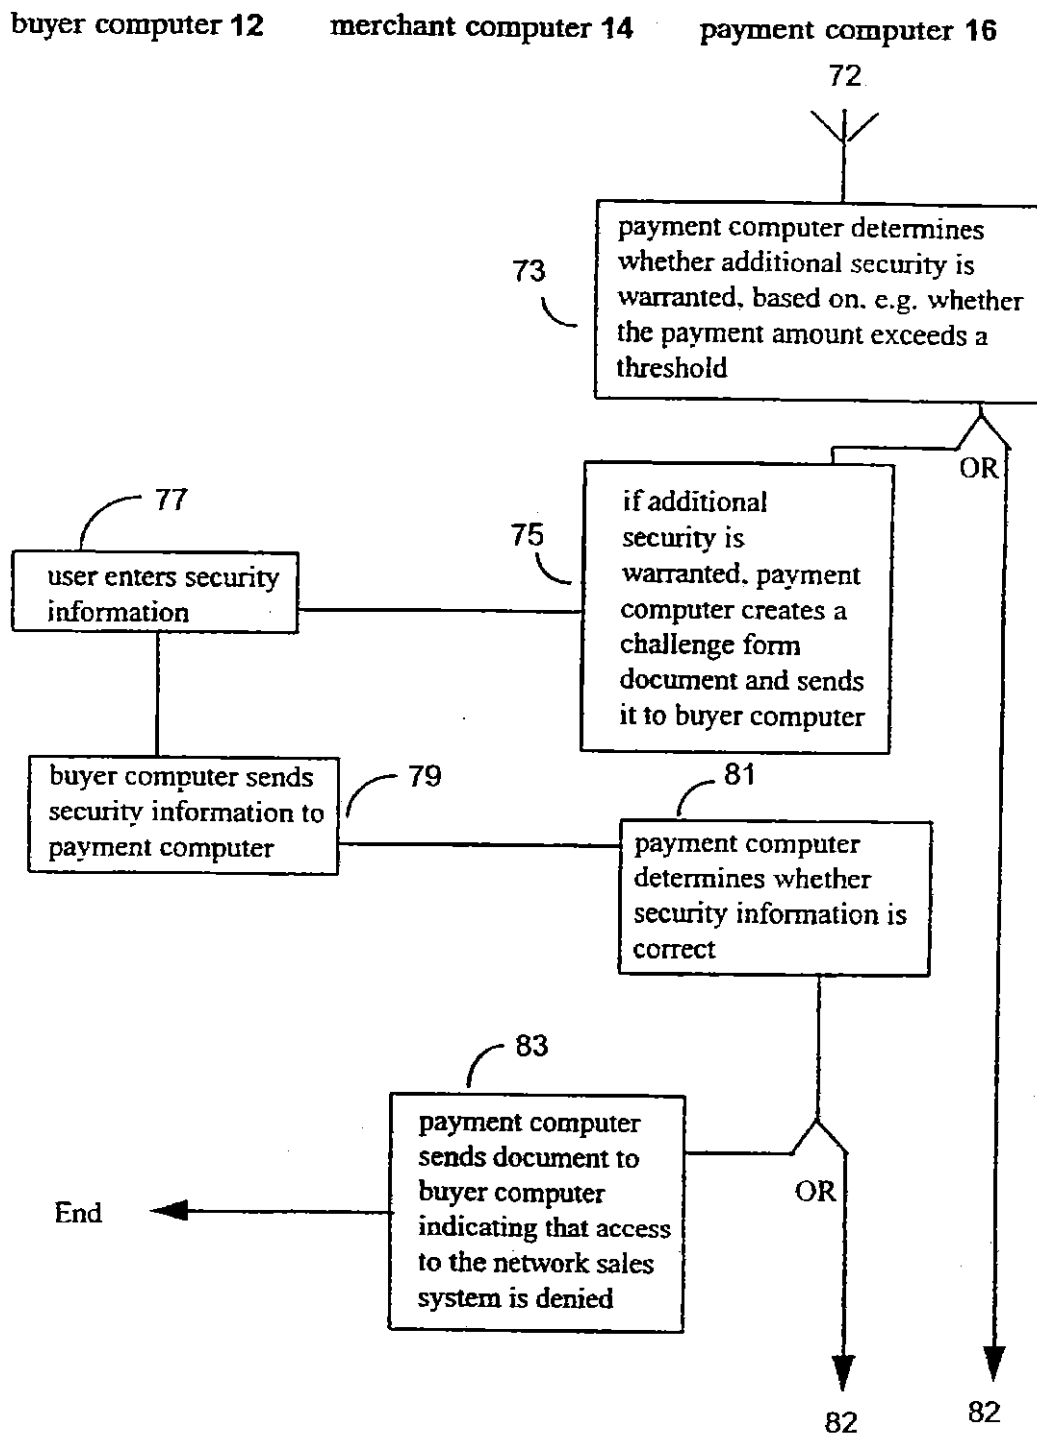 buyer computer 12 merchant computer 14 payment computer 16
72
73
payment computer determines
whether additional security is
warranted, based on. e.g. whether
the payment amount exceeds a
threshold
OR
77
user enters security
information
75
if additional
security is
warranted, payment
computer creates a
challenge form
document and sends
it to buyer computer
79
buyer computer sends
security information to
payment computer
81
payment computer
determines whether
security information is
correct
83
payment computer
sends document to
buyer computer
indicating that access
to the network sales
system is denied
OR
End
82
82